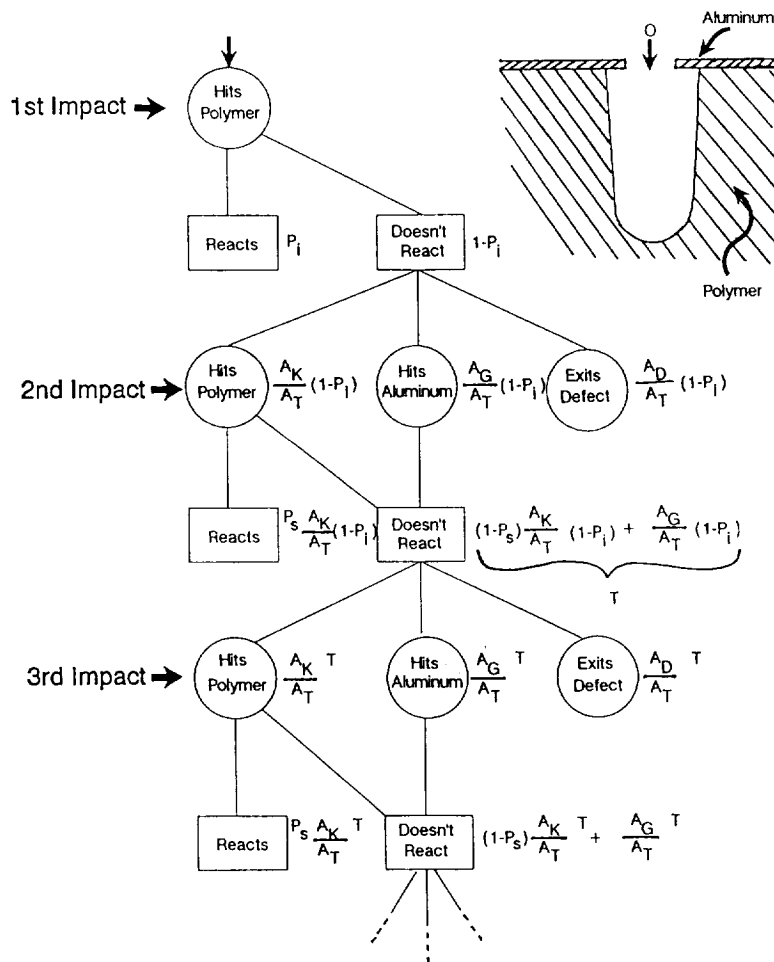 O
Aluminum
Hits
Polymer
1st Impact
Reacts
P_i
Doesn't
React
1-P_i
Polymer
2nd Impact
Hits
Polymer
A_K/A_T (1-P_i)
Hits
Aluminum
A_G/A_T (1-P_i)
Exits
Defect
A_D/A_T (1-P_i)
Reacts
P_s A_K/A_T (1-P_i)
Doesn't
React
(1-P_s) A_K/A_T (1-P_i) + A_G/A_T (1-P_i)
T
3rd Impact
Hits
Polymer
A_K/A_T T
Hits
Aluminum
A_G/A_T T
Exits
Defect
A_D/A_T T
Reacts
P_s A_K/A_T T
Doesn't
React
(1-P_s) A_K/A_T T + A_G/A_T T